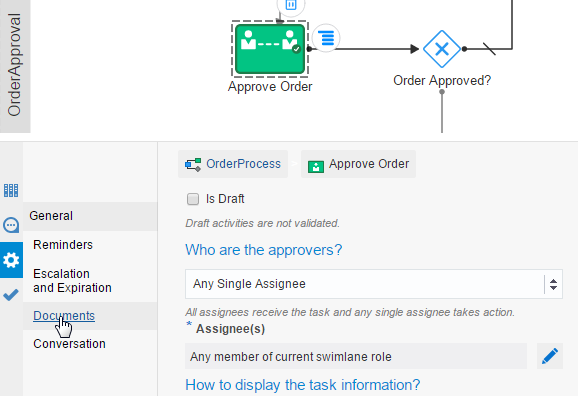 OrderApproval
Approve Order
Order Approved?
OrderProcess
Approve Order
General
Reminders
Escalation
and Expiration
Documents
Conversation
Is Draft
Draft activities are not validated.
Who are the approvers?
Any Single Assignee
All assignees receive the task and any single assignee takes action.
* Assignee(s)
Any member of current swimlane role
How to display the task information?